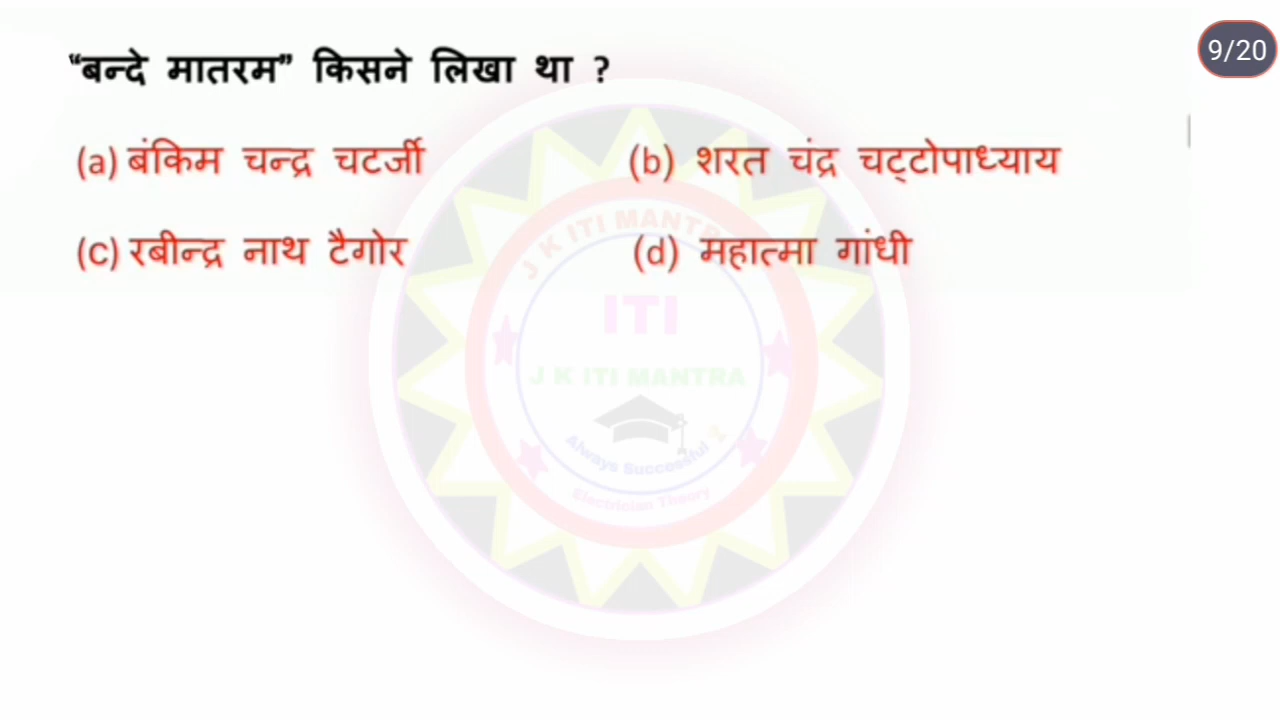 9/20
“बन्दे मातरम” किसने लिखा था ?
(a) बंकिम चन्द्र चटर्जी (b) शरत चंद्र चट्टोपाध्याय
(c) रबीन्द्र नाथ टैगोर (d) महात्मा गांधी
J K ITI MANTRA
ITI
J K ITI MANTRA
Always Successful
Electrician Theory